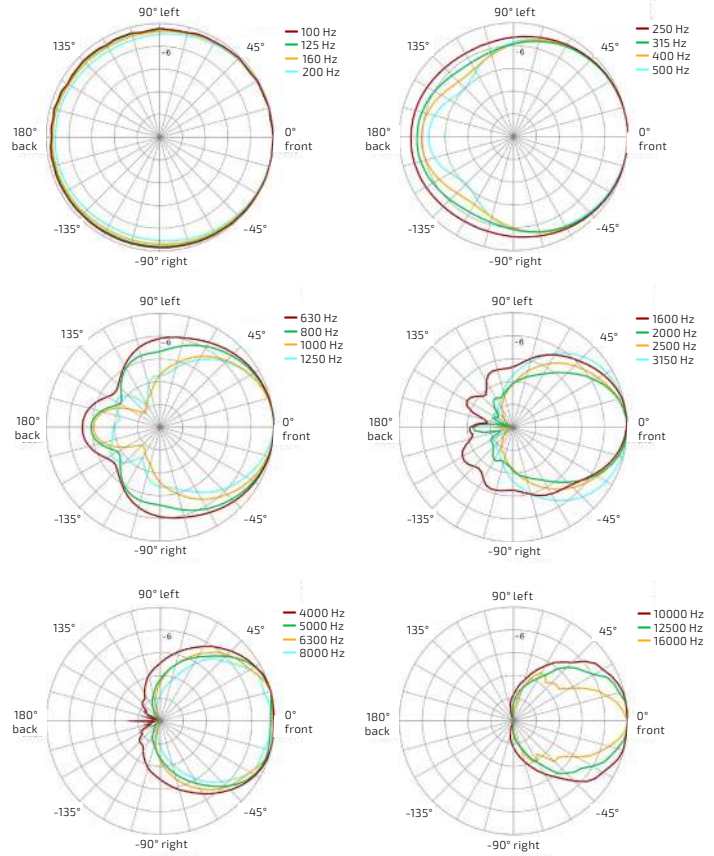 90° left
135°
45°
-6
180°
back
0°
front
-135°
-45°
-90° right
100 Hz
125 Hz
160 Hz
200 Hz
90° left
135°
45°
-6
180°
back
0°
front
-135°
-45°
-90° right
250 Hz
315 Hz
400 Hz
500 Hz
90° left
135°
45°
-6
180°
back
0°
front
-135°
-45°
-90° right
630 Hz
800 Hz
1000 Hz
1250 Hz
90° left
135°
45°
-6
180°
back
0°
front
-135°
-45°
-90° right
1600 Hz
2000 Hz
2500 Hz
3150 Hz
90° left
135°
45°
-6
180°
back
0°
front
-135°
-45°
-90° right
4000 Hz
5000 Hz
6300 Hz
8000 Hz
90° left
135°
45°
-6
180°
back
0°
front
-135°
-45°
-90° right
10000 Hz
12500 Hz
16000 Hz